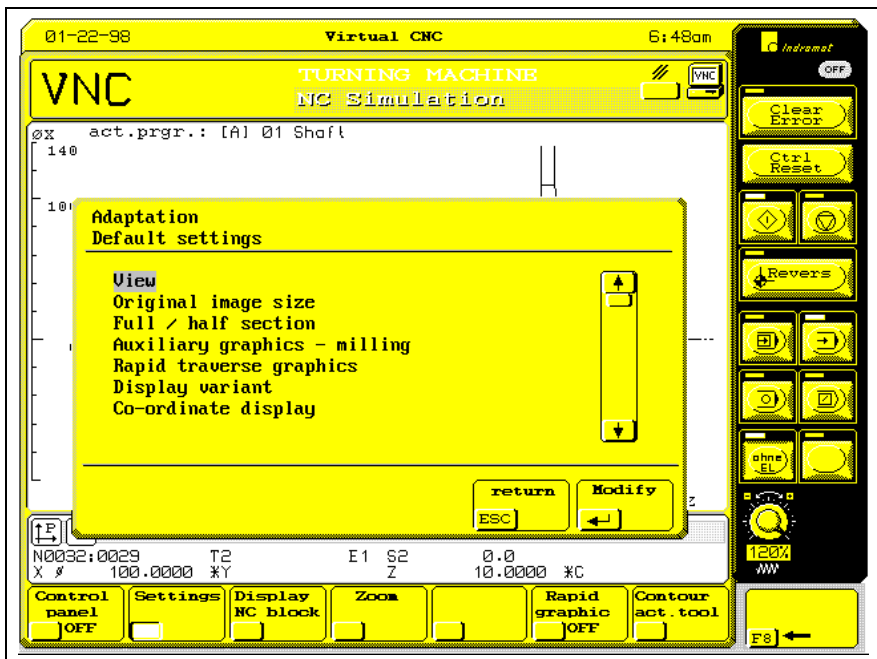 01-22-98 Virtual CNC 6:48am
VNC
TURNING MACHINE
NC Simulation
VNC
øX act.prgr.: [A] 01 Shaft
140
Adaptation
Default settings
View
Original image size
Full / half section
Auxiliary graphics - milling
Rapid traverse graphics
Display variant
Co-ordinate display
return
ESC
Modify
Z
P
N0032:0029 T2 E1 S2 0.0
X ø 100.0000 *Y Z 10.0000 *C
Control panel OFF
Settings
Display NC block
Zoom
Rapid graphic OFF
Contour act.tool
Indramat
OFF
Clear Error
Ctrl Reset
Revers
ohne EL
120%
F8